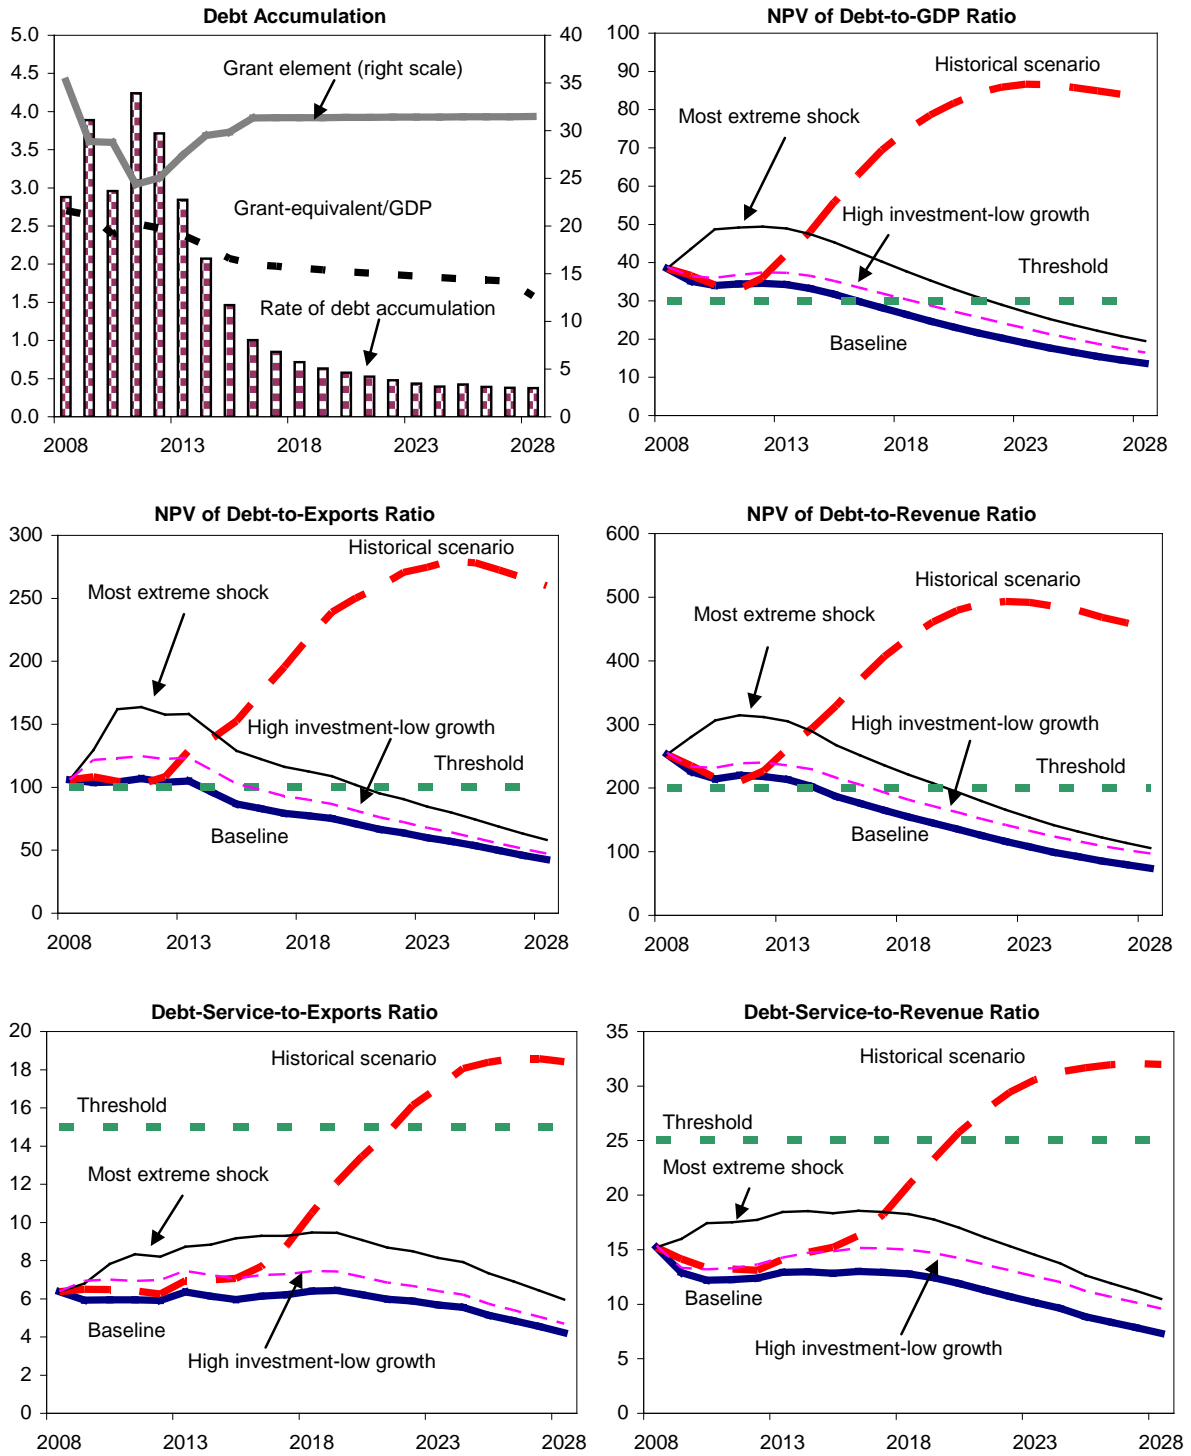 Debt Accumulation
5.0
4.5
4.0
3.5
3.0
2.5
2.0
1.5
1.0
0.5
0.0
40
35
30
25
20
15
10
5
0
Grant element (right scale)
Grant-equivalent/GDP
Rate of debt accumulation
2008 2013 2018 2023 2028
NPV of Debt-to-GDP Ratio
100
90
80
70
60
50
40
30
20
10
0
Historical scenario
Most extreme shock
High investment-low growth
Threshold
Baseline
2008 2013 2018 2023 2028
NPV of Debt-to-Exports Ratio
300
250
200
150
100
50
0
Historical scenario
Most extreme shock
High investment-low growth
Threshold
Baseline
2008 2013 2018 2023 2028
NPV of Debt-to-Revenue Ratio
600
500
400
300
200
100
0
Historical scenario
Most extreme shock
High investment-low growth
Threshold
Baseline
2008 2013 2018 2023 2028
Debt-Service-to-Exports Ratio
20
18
16
14
12
10
8
6
4
2
0
Historical scenario
Threshold
Most extreme shock
Baseline
High investment-low growth
2008 2013 2018 2023 2028
Debt-Service-to-Revenue Ratio
35
30
25
20
15
10
5
0
Historical scenario
Threshold
Most extreme shock
Baseline
High investment-low growth
2008 2013 2018 2023 2028